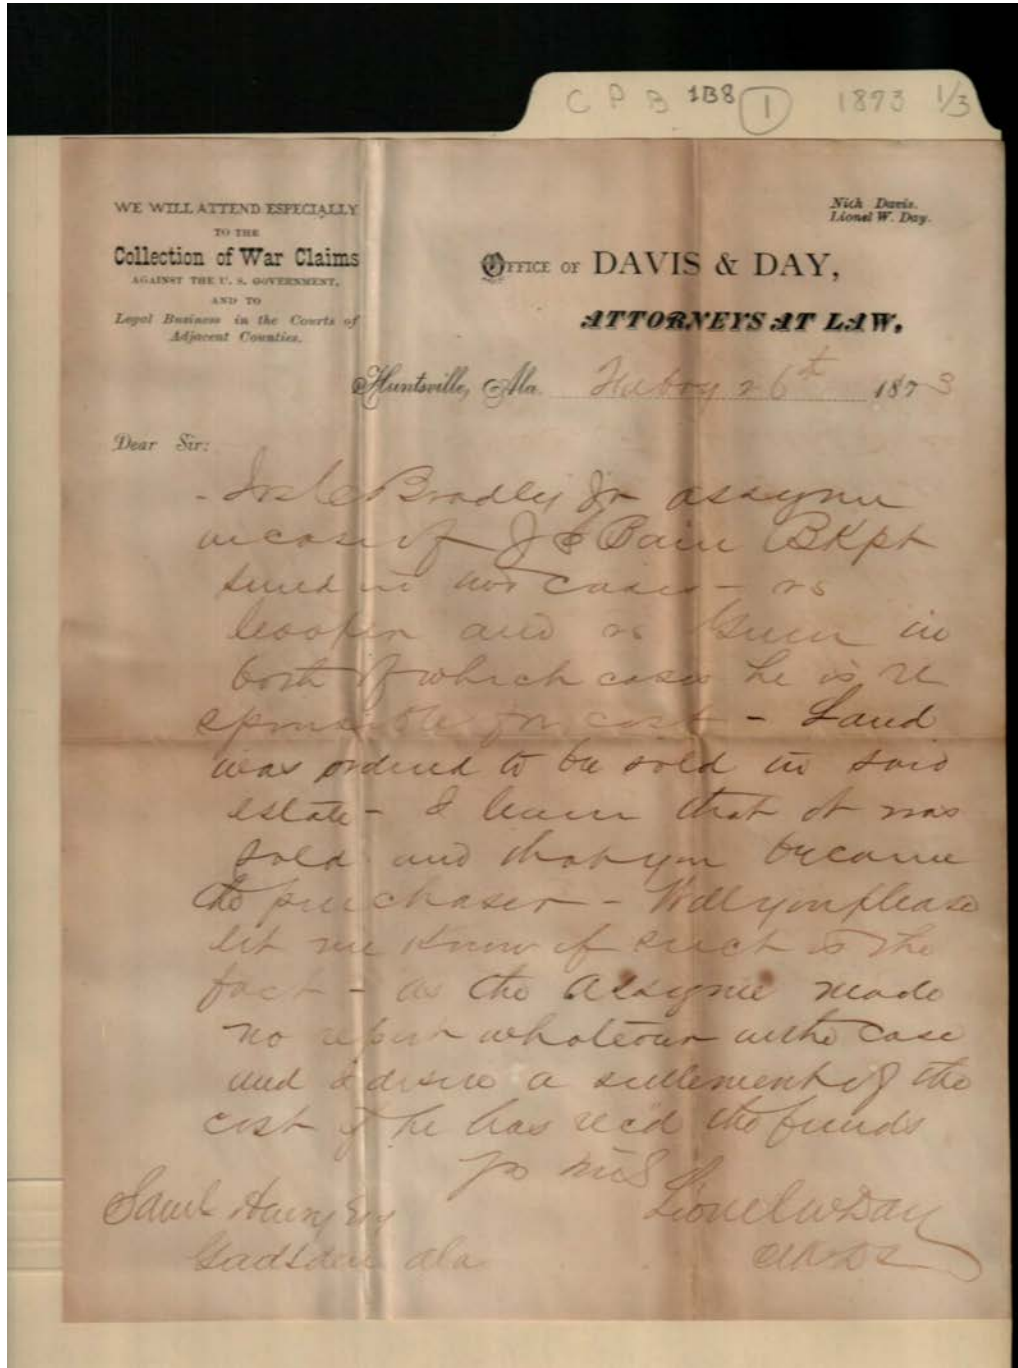 C P B 1B8 1 1873 1/3
WE WILL ATTEND ESPECIALLY
TO THE
Collection of War Claims
AGAINST THE U. S. GOVERNMENT,
AND TO
Legal Business in the Courts of
Adjacent Counties.
Nick Davis.
Lionel W. Day.
OFFICE OF DAVIS & DAY,
ATTORNEYS AT LAW.
Huntsville, Ala. 26th 1873
Dear Sir:
Bradley Jr assignee
in case of J C Bain BKpt
sued in two cases - vs
Cooper and vs in
both of which cases he is re
sponsible for cost - Land
was ordered to be sold in said
estate - I learn that it was
sold and that you became
the purchaser - Will you please
let me know if such is the
fact - as the Assignee made
no report whatever in the case
and I desire a settlement of the
cost if he has recd the funds
Lionel W Day
Saml Henry Esq
Gadsden Ala